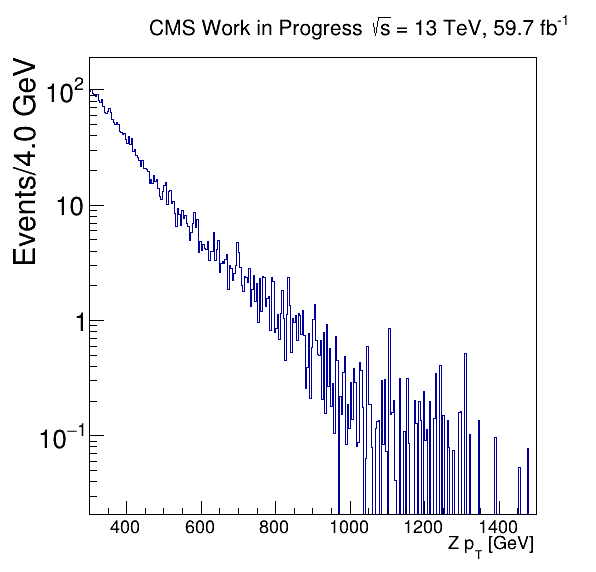 CMS Work in Progress √s = 13 TeV, 59.7 fb⁻¹
Events/4.0 GeV
10²
10
1
10⁻¹
400 600 800 1000 1200 1400
Z p_T [GeV]